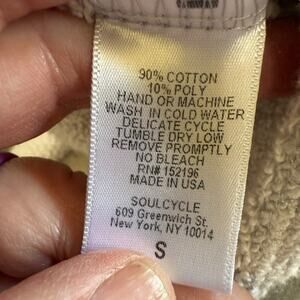 90% COTTON
10% POLY
HAND OR MACHINE
WASH IN COLD WATER
DELICATE CYCLE
TUMBLE DRY LOW
REMOVE PROMPTLY
NO BLEACH
RN# 152196
MADE IN USA
SOULCYCLE
609 Greenwich St.
New York, NY 10014
S